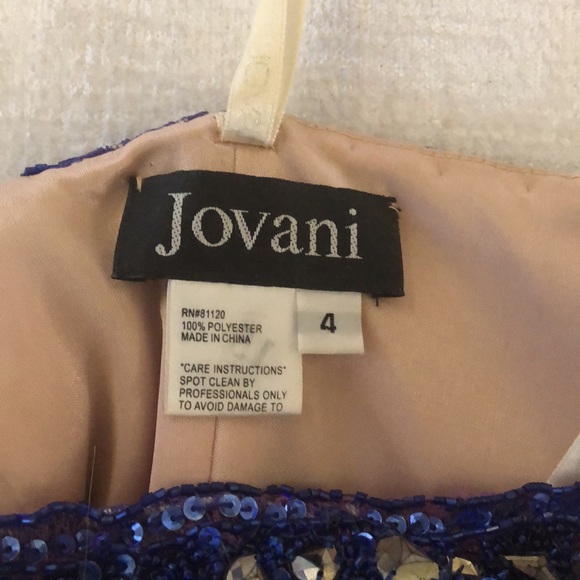 Jovani
RN#81120
100% POLYESTER
MADE IN CHINA
4
"CARE INSTRUCTIONS"
SPOT CLEAN BY
PROFESSIONALS ONLY
TO AVOID DAMAGE TO